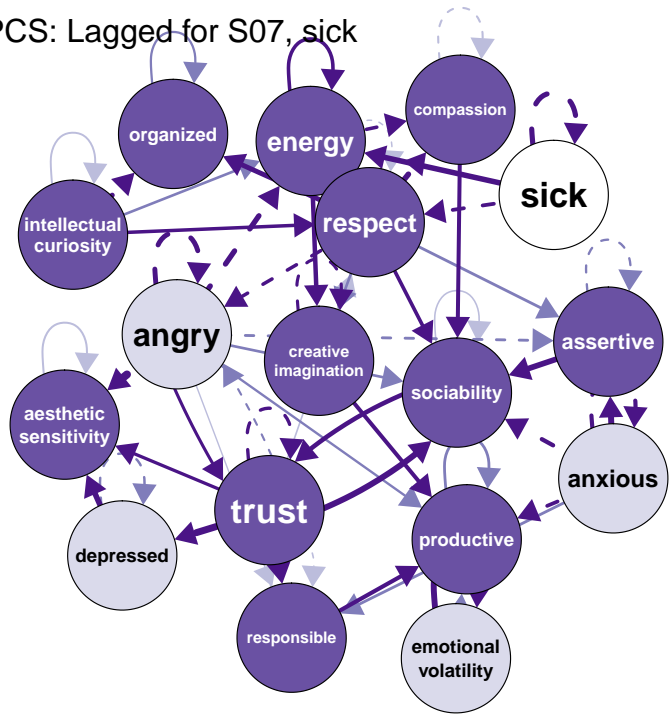 PCS: Lagged for S07, sick
compassion
organized
energy
sick
intellectual
curiosity
respect
angry
creative
imagination
assertive
sociability
aesthetic
sensitivity
trust
anxious
depressed
productive
responsible
emotional
volatility